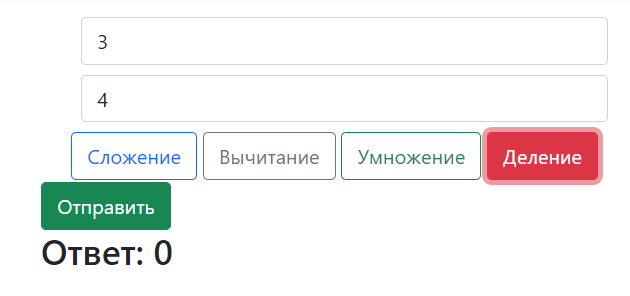 3
4
Сложение Вычитание Умножение Деление
Отправить
Ответ: 0